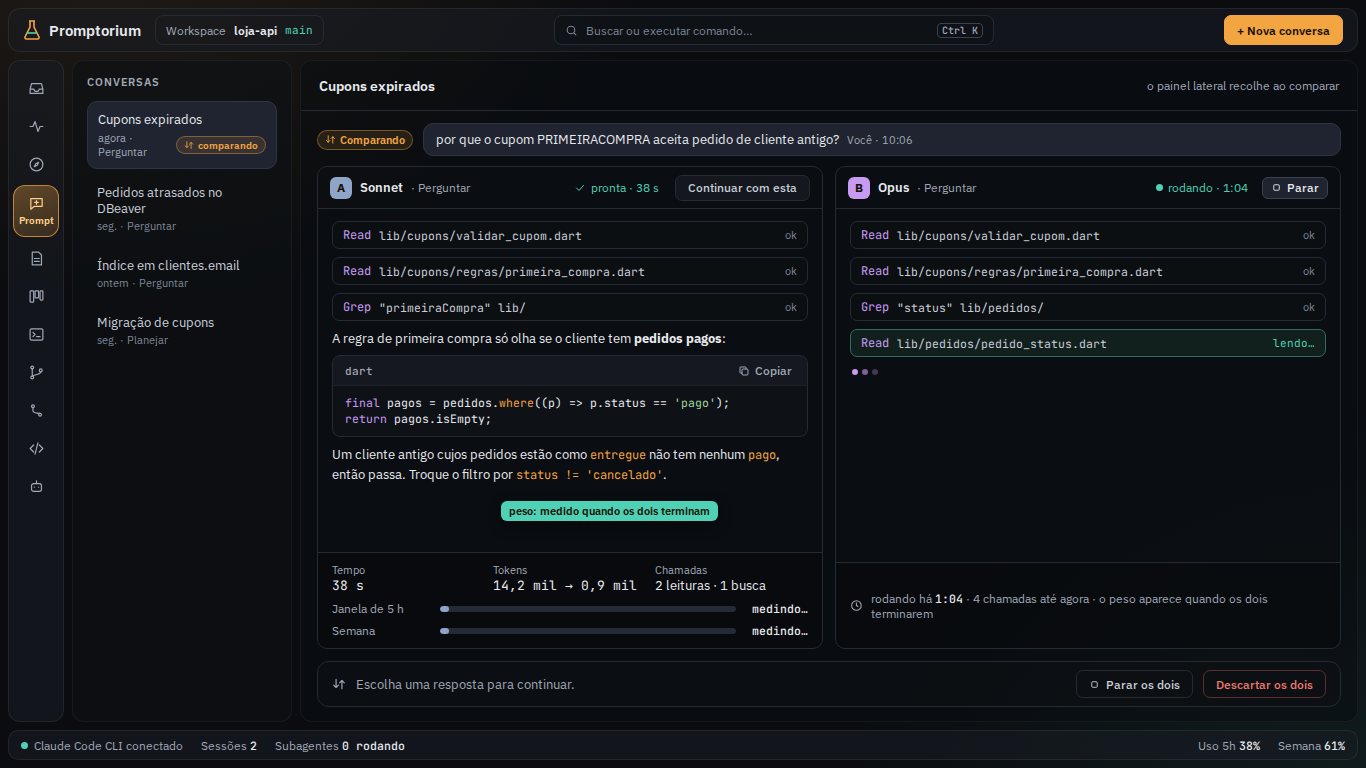 Promptorium
Workspace loja-api main
Buscar ou executar comando...
Ctrl K
+ Nova conversa
CONVERSAS
Cupons expirados
agora ·
Perguntar
comparando
Pedidos atrasados no
DBeaver
seg. · Perguntar
Índice em clientes.email
ontem · Perguntar
Migração de cupons
seg. · Planejar
Prompt
Cupons expirados
o painel lateral recolhe ao comparar
Comparando
por que o cupom PRIMEIRACOMPRA aceita pedido de cliente antigo? Você · 10:06
A Sonnet · Perguntar
pronta · 38 s
Continuar com esta
Read lib/cupons/validar_cupom.dart ok
Read lib/cupons/regras/primeira_compra.dart ok
Grep "primeiraCompra" lib/ ok
A regra de primeira compra só olha se o cliente tem pedidos pagos:
dart
Copiar
final pagos = pedidos.where((p) => p.status == 'pago');
return pagos.isEmpty;
Um cliente antigo cujos pedidos estão como entregue não tem nenhum pago,
então passa. Troque o filtro por status != 'cancelado'.
peso: medido quando os dois terminam
Tempo
38 s
Tokens
14,2 mil → 0,9 mil
Chamadas
2 leituras · 1 busca
Janela de 5 h medindo…
Semana medindo…
B Opus · Perguntar
rodando · 1:04
Parar
Read lib/cupons/validar_cupom.dart ok
Read lib/cupons/regras/primeira_compra.dart ok
Grep "status" lib/pedidos/ ok
Read lib/pedidos/pedido_status.dart lendo…
rodando há 1:04 · 4 chamadas até agora · o peso aparece quando os dois
terminarem
Escolha uma resposta para continuar.
Parar os dois
Descartar os dois
Claude Code CLI conectado
Sessões 2
Subagentes 0 rodando
Uso 5h 38%
Semana 61%